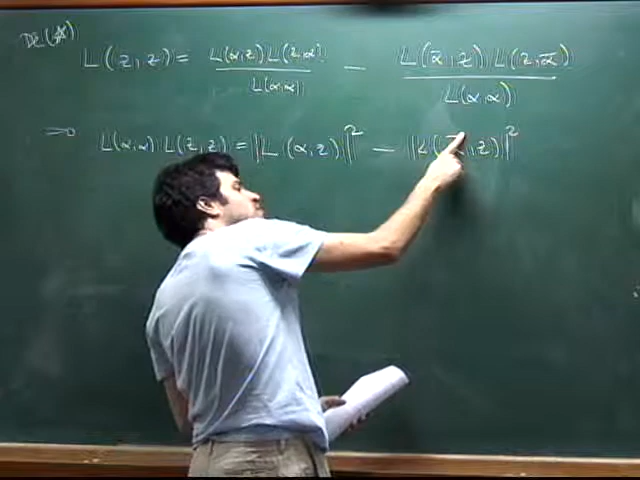 DE (*)
L(z,z) = L(α,z) L(z,α) / L(α,α) — L(ᾱ,z) L(z,ᾱ) / L(α,α)
⇒ L(α,α) L(z,z) = ‖L(α,z)‖² — ‖L(ᾱ,z)‖²